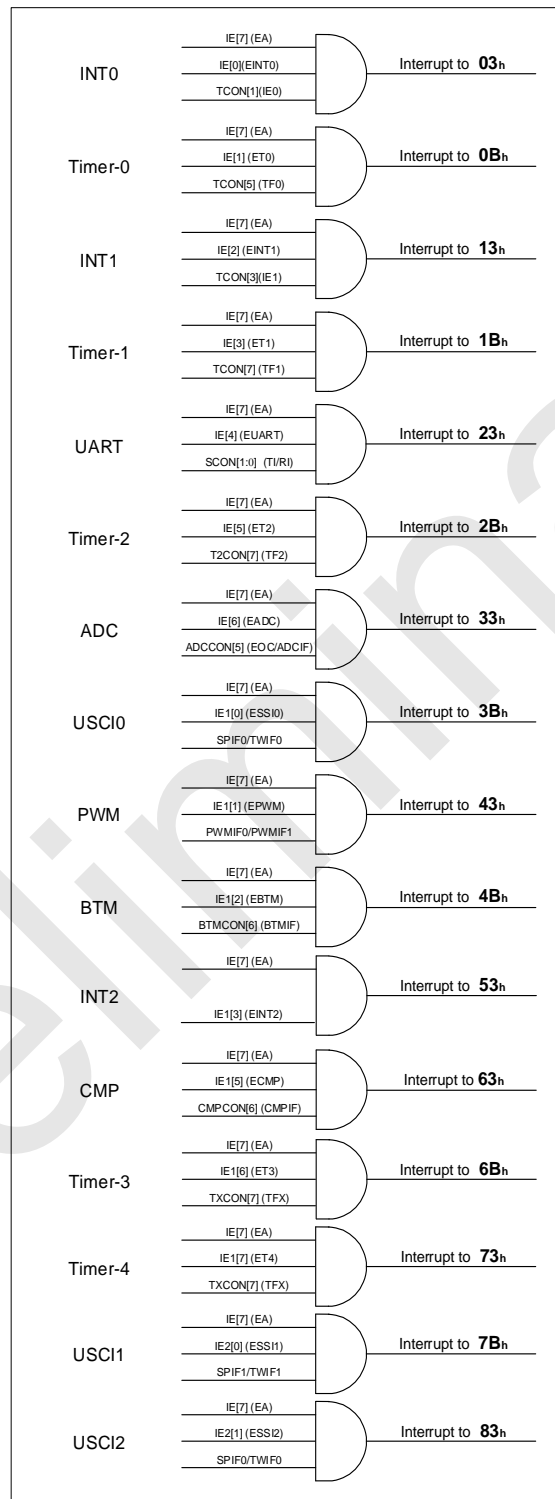 IE[7] (EA)
INT0
IE[0](EINT0)
Interrupt to 03h
TCON[1](IE0)
IE[7] (EA)
Timer-0
IE[1] (ET0)
Interrupt to 0Bh
TCON[5] (TF0)
IE[7] (EA)
INT1
IE[2] (EINT1)
Interrupt to 13h
TCON[3](IE1)
IE[7] (EA)
Timer-1
IE[3] (ET1)
Interrupt to 1Bh
TCON[7] (TF1)
IE[7] (EA)
UART
IE[4] (EUART)
Interrupt to 23h
SCON[1:0] (TI/RI)
IE[7] (EA)
Timer-2
IE[5] (ET2)
Interrupt to 2Bh
T2CON[7] (TF2)
IE[7] (EA)
ADC
IE[6] (EADC)
Interrupt to 33h
ADCCON[5] (EOC/ADCIF)
IE[7] (EA)
USCI0
IE1[0] (ESSI0)
Interrupt to 3Bh
SPIF0/TWIF0
IE[7] (EA)
PWM
IE1[1] (EPWM)
Interrupt to 43h
PWMIF0/PWMIF1
IE[7] (EA)
BTM
IE1[2] (EBTM)
Interrupt to 4Bh
BTMCON[6] (BTMIF)
IE[7] (EA)
INT2
Interrupt to 53h
IE1[3] (EINT2)
IE[7] (EA)
CMP
IE1[5] (ECMP)
Interrupt to 63h
CMPCON[6] (CMPIF)
IE[7] (EA)
Timer-3
IE1[6] (ET3)
Interrupt to 6Bh
TXCON[7] (TFX)
IE[7] (EA)
Timer-4
IE1[7] (ET4)
Interrupt to 73h
TXCON[7] (TFX)
IE[7] (EA)
USCI1
IE2[0] (ESSI1)
Interrupt to 7Bh
SPIF1/TWIF1
IE[7] (EA)
USCI2
IE2[1] (ESSI2)
Interrupt to 83h
SPIF0/TWIF0